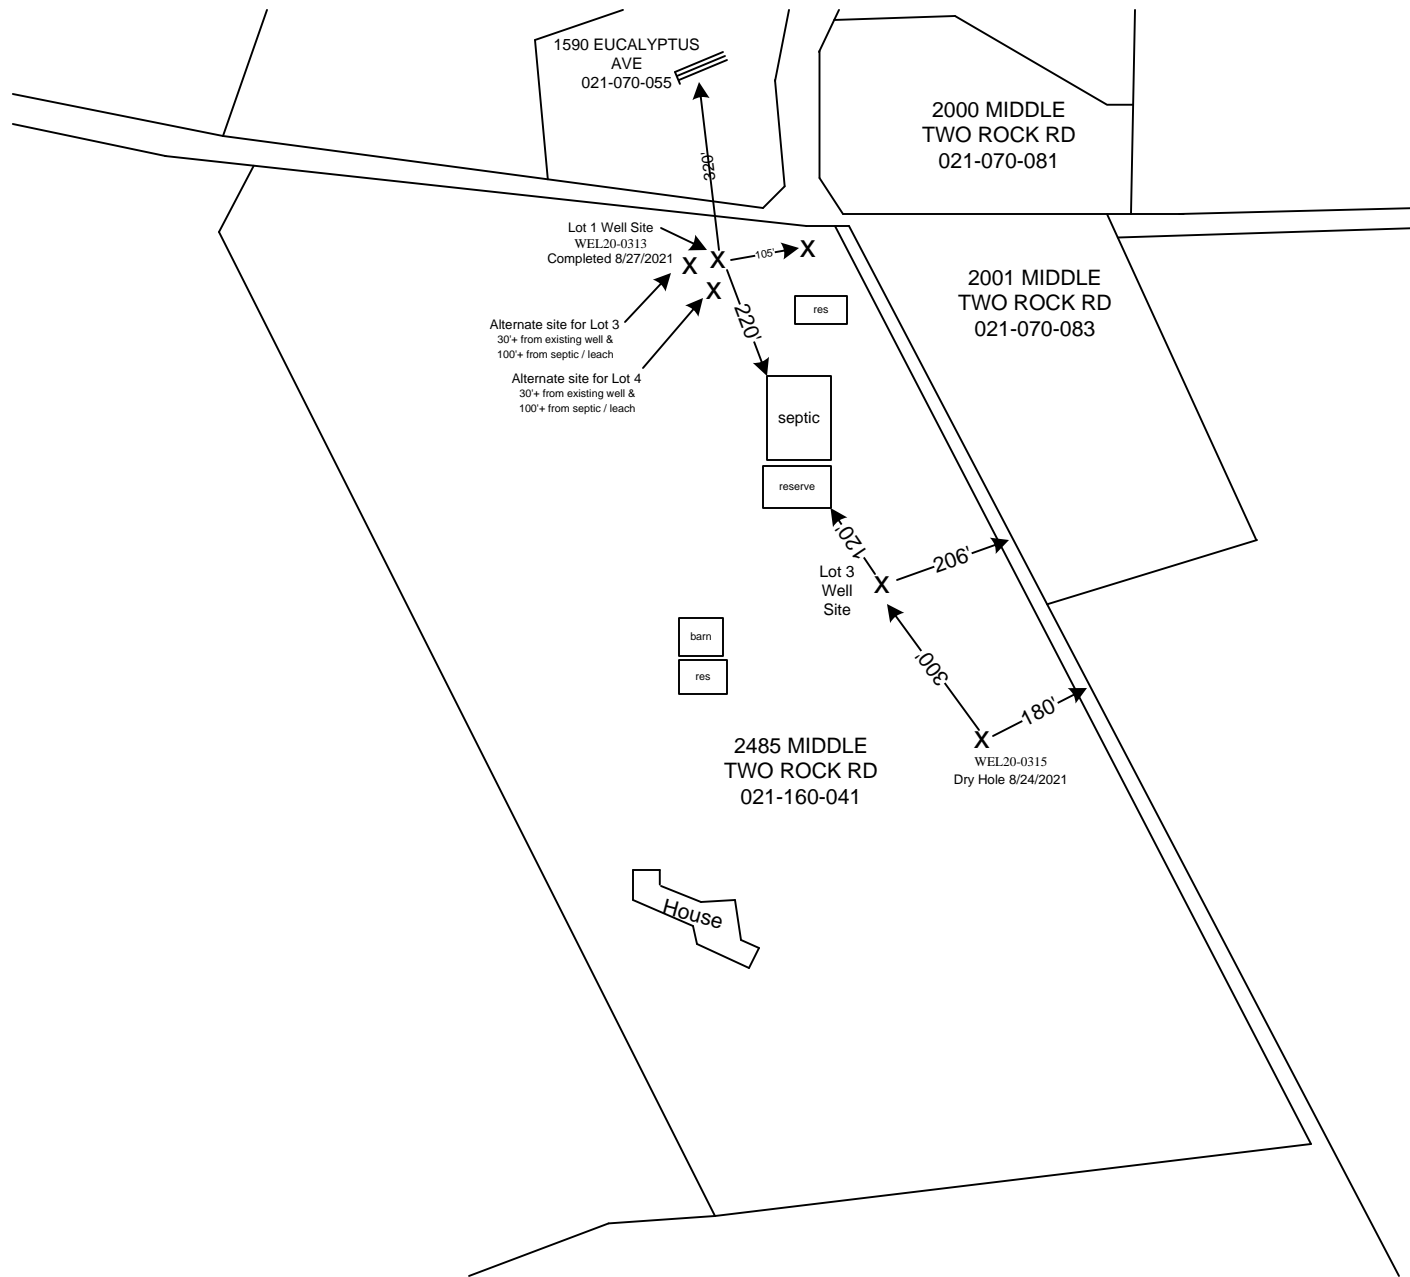 1590 EUCALYPTUS
AVE
021-070-055
2000 MIDDLE
TWO ROCK RD
021-070-081
320'
Lot 1 Well Site
WEL20-0313
Completed 8/27/2021
X
X
105'
X
X
2001 MIDDLE
TWO ROCK RD
021-070-083
res
220'
Alternate site for Lot 3
30'+ from existing well &
100'+ from septic / leach
Alternate site for Lot 4
30'+ from existing well &
100'+ from septic / leach
septic
reserve
120'
206'
Lot 3
Well
Site
X
barn
res
300'
180'
X
WEL20-0315
Dry Hole 8/24/2021
2485 MIDDLE
TWO ROCK RD
021-160-041
House